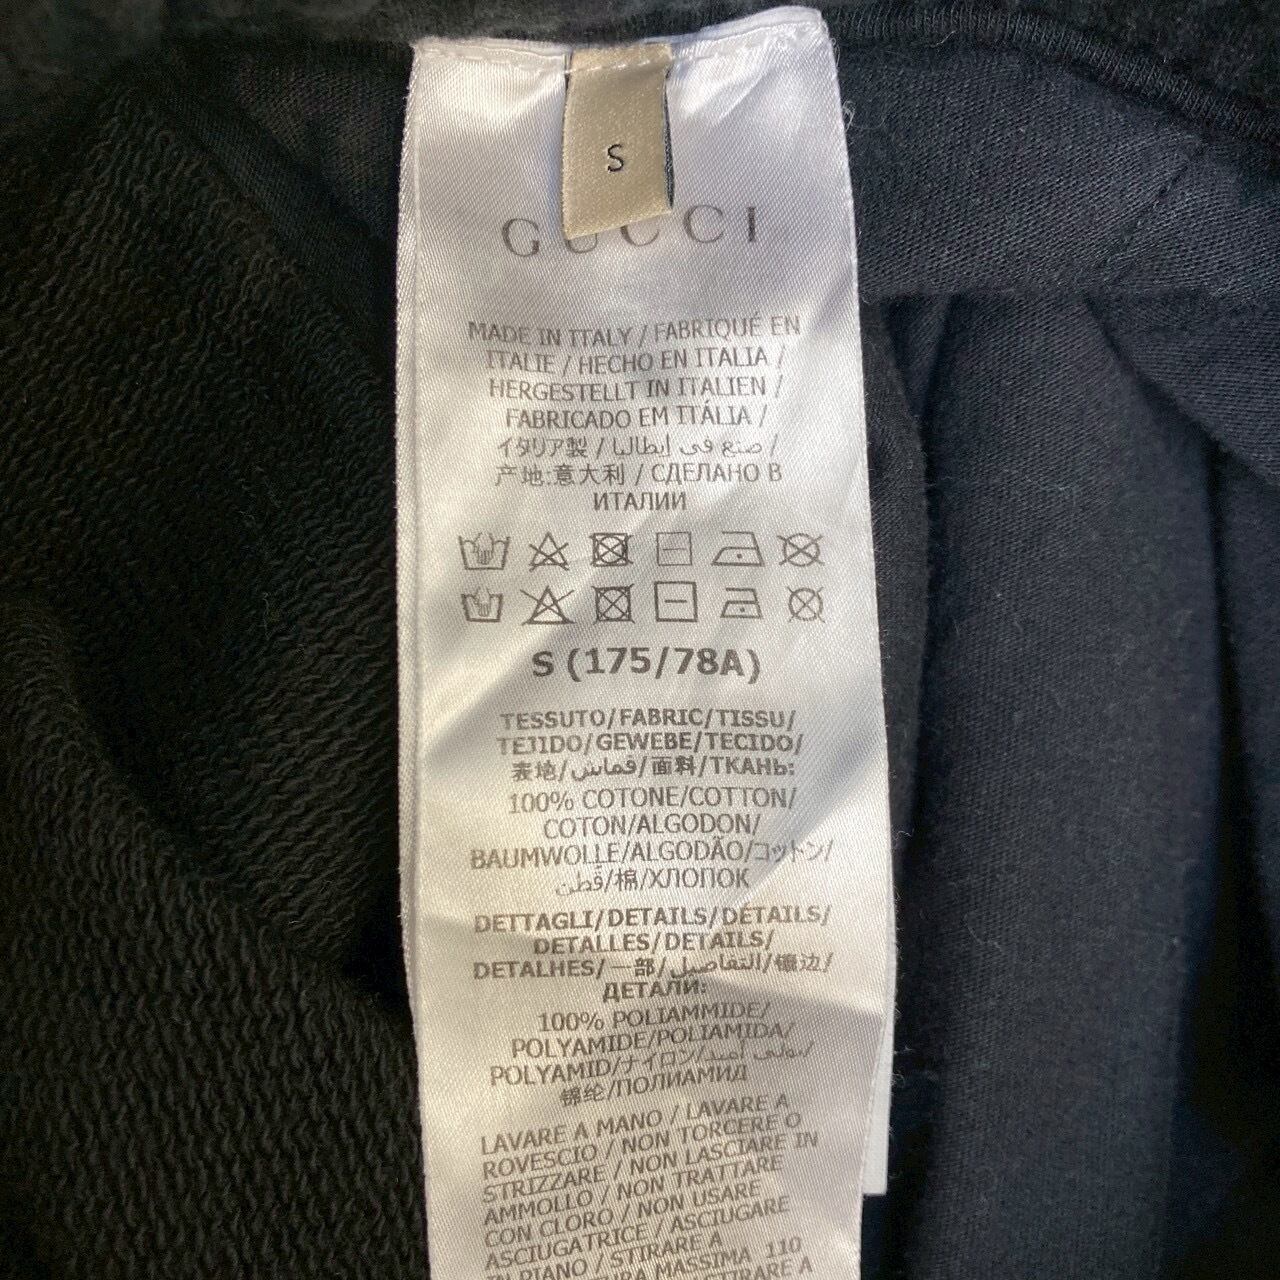 S
GUCCI
MADE IN ITALY / FABRIQUÉ EN
ITALIE / HECHO EN ITALIA /
HERGESTELLT IN ITALIEN /
FABRICADO EM ITÁLIA /
イタリア製 / صنع في إيطاليا /
产地:意大利 / СДЕЛАНО В
ИТАЛИИ
S (175/78A)
TESSUTO/FABRIC/TISSU/
TEJIDO/GEWEBE/TECIDO/
表地/قماش/面料/ТКАНЬ:
100% COTONE/COTTON/
COTON/ALGODON/
BAUMWOLLE/ALGODÃO/コットン/
قطن/棉/ХЛОПОК
DETTAGLI/DETAILS/DÉTAILS/
DETALLES/DETAILS/
DETALHES/一部/التفاصيل/镶边/
ДЕТАЛИ:
100% POLIAMMIDE/
POLYAMIDE/POLIAMIDA/
POLYAMID/ナイロン/بولي أميد/
锦纶/ПОЛИАМИД
LAVARE A MANO / LAVARE A
ROVESCIO / NON TORCERE O
STRIZZARE / NON LASCIARE IN
AMMOLLO / NON TRATTARE
CON CLORO / NON USARE
ASCIUGATRICE / ASCIUGARE
IN PIANO / STIRARE A
MASSIMA 110